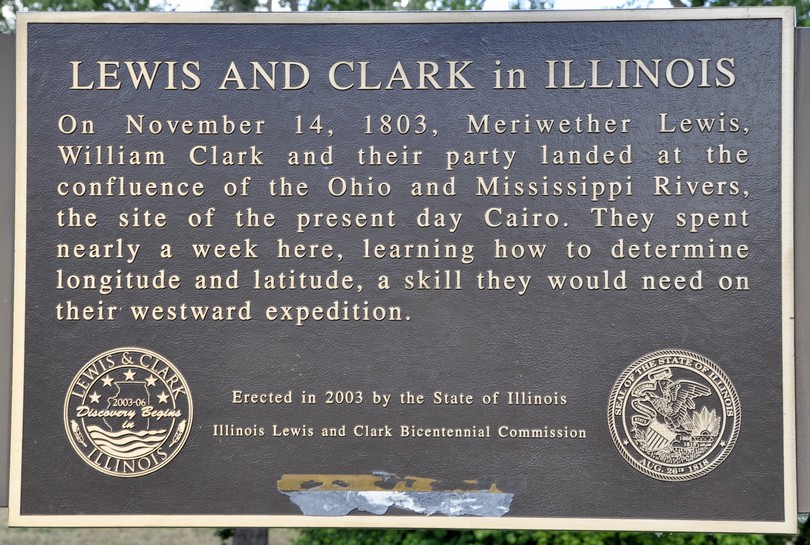 LEWIS AND CLARK in ILLINOIS
On November 14, 1803, Meriwether Lewis,
William Clark and their party landed at the
confluence of the Ohio and Mississippi Rivers,
the site of the present day Cairo. They spent
nearly a week here, learning how to determine
longitude and latitude, a skill they would need on
their westward expedition.
LEWIS & CLARK
2003-06
Discovery Begins
in
ILLINOIS
Erected in 2003 by the State of Illinois
Illinois Lewis and Clark Bicentennial Commission
SEAL OF THE STATE OF ILLINOIS
1868
1818
AUG. 26TH 1818